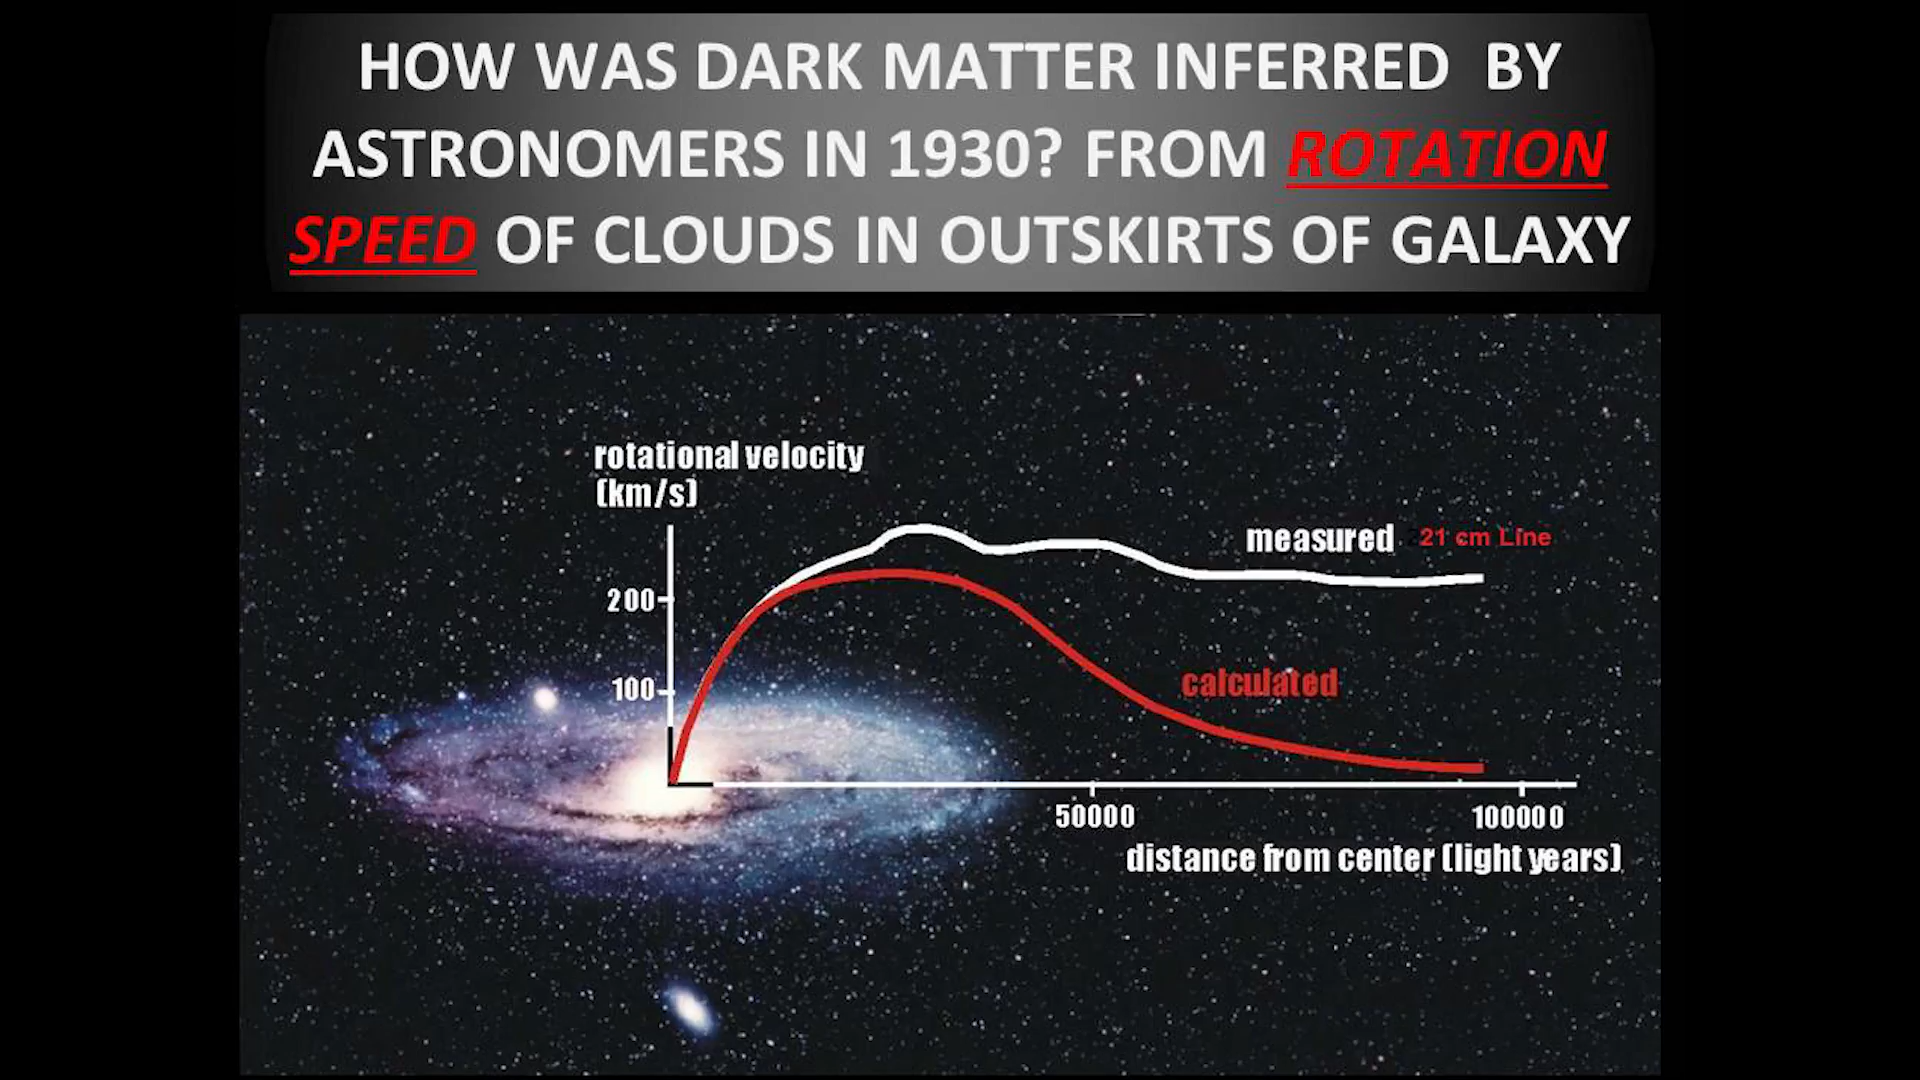 HOW WAS DARK MATTER INFERRED BY
ASTRONOMERS IN 1930? FROM ROTATION
SPEED OF CLOUDS IN OUTSKIRTS OF GALAXY
rotational velocity
(km/s)
measured 21 cm Line
200
calculated
100
50000
100000
distance from center (light years)